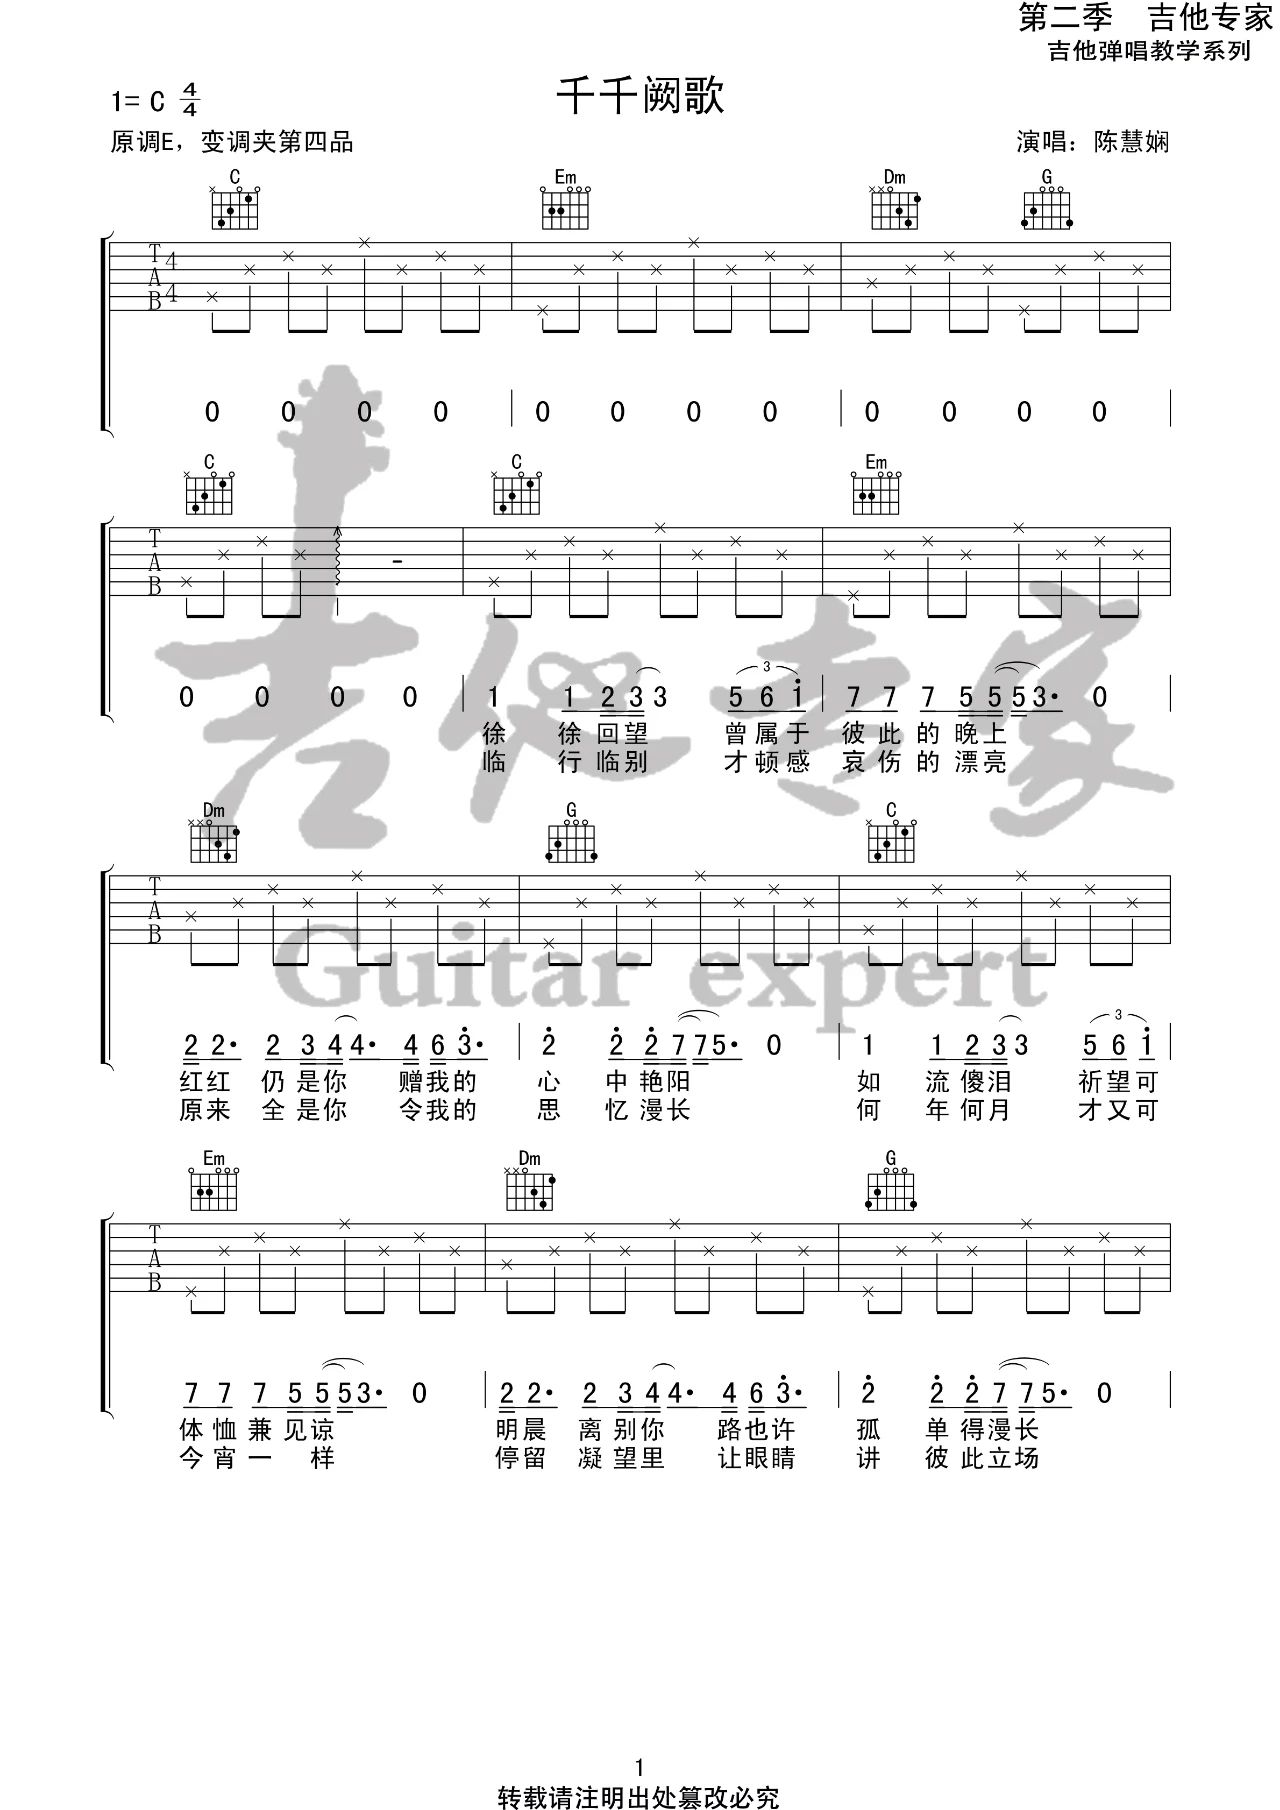 第二季 吉他专家
吉他弹唱教学系列
千千阙歌
1= C 4/4
原调E，变调夹第四品
演唱：陈慧娴
C Em Dm G
T A B 4/4
0 0 0 0 | 0 0 0 0 | 0 0 0 0 |
C C Em
T A B
0 0 0 0 | 1 1 2 3 3 5 6 1 | 7 7 7 5 5 5 3· 0 |
3
徐 徐回望 曾属于 彼此的晚上
临 行临别 才顿感 哀伤的漂亮
Dm G C
T A B
2 2· 2 3 4 4· 4 6 3· | 2 2 2 7 7 5· 0 | 1 1 2 3 3 5 6 1 |
3
红红 仍是你 赠我的 心 中艳阳 如 流傻泪 祈望可
原来 全是你 令我的 思 忆漫长 何 年何月 才又可
Em Dm G
T A B
7 7 7 5 5 5 3· 0 | 2 2· 2 3 4 4· 4 6 3· | 2 2 2 7 7 5· 0 |
体恤兼见谅 明晨 离别你 路也许 孤 单得漫长
今宵一 样 停留 凝望里 让眼睛 讲 彼此立场
Guitar expert
吉他专家
1
转载请注明出处篡改必究